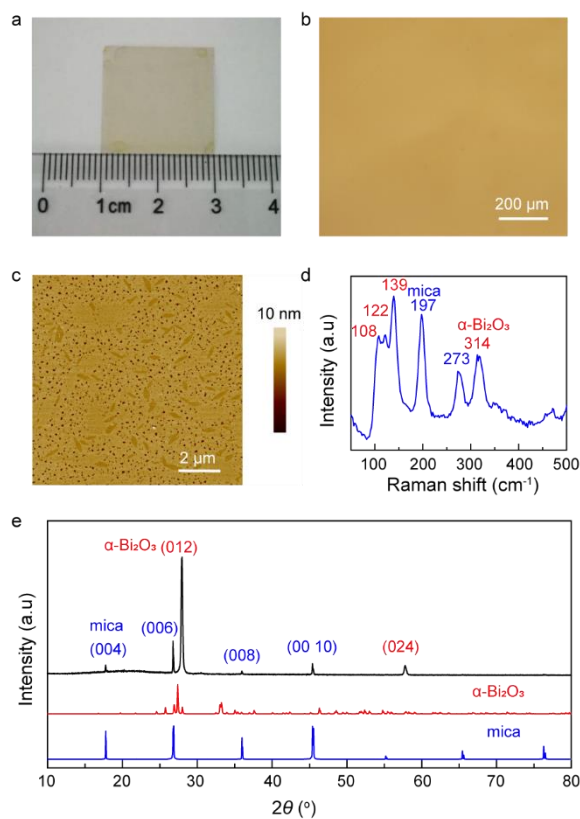 a
b
0 1cm 2 3 4
200 µm
c
10 nm
2 µm
d
139
mica
122
197
108
α-Bi₂O₃
314
273
Intensity (a.u)
100 200 300 400 500
Raman shift (cm⁻¹)
e
α-Bi₂O₃ (012)
mica
(004)
(006)
(008)
(00 10)
(024)
α-Bi₂O₃
mica
Intensity (a.u)
10 20 30 40 50 60 70 80
2θ (°)